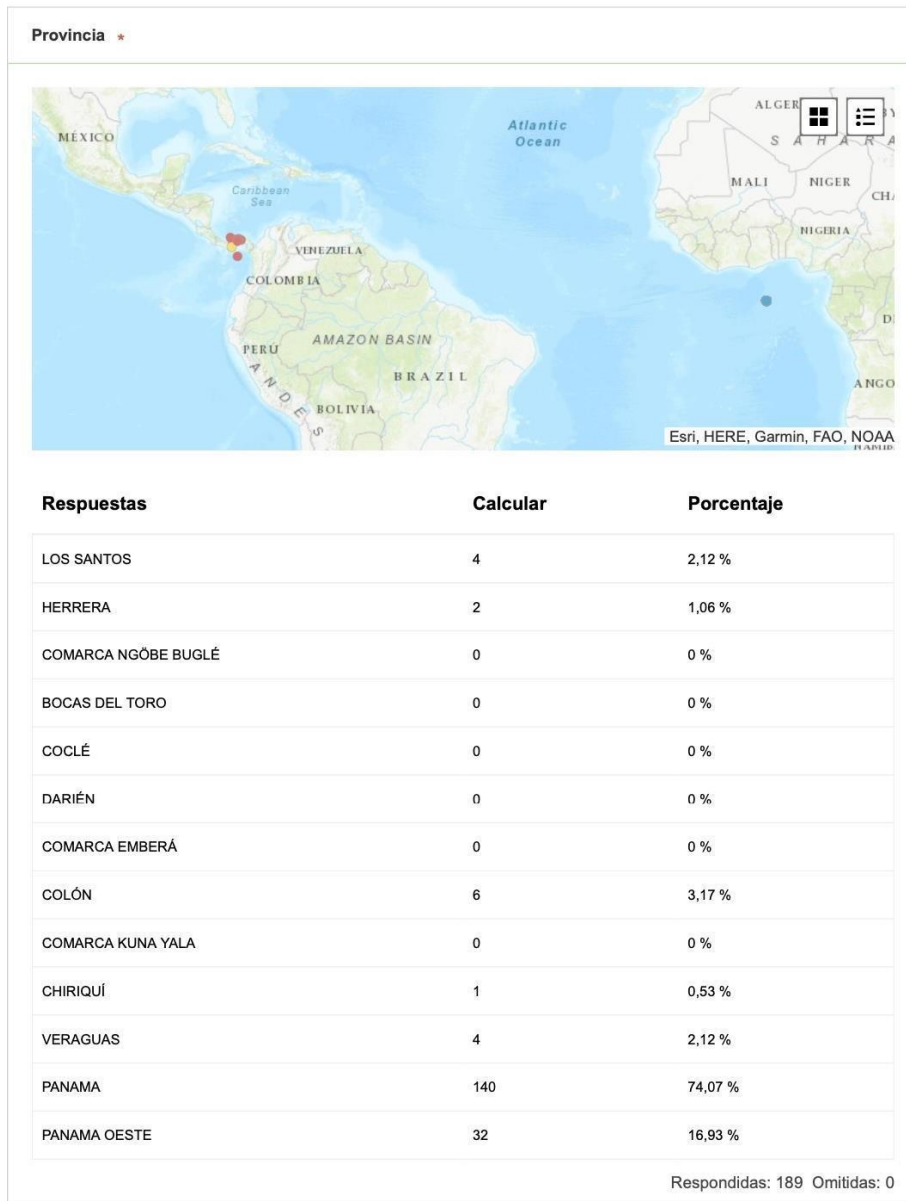 Provincia *
ALGER
Atlantic
Ocean
MÉXICO
S A H A R A
MALI
NIGER
Caribbean
Sea
NIGERIA
VENEZUELA
COLOMBIA
PERÚ
AMAZON BASIN
BRAZIL
ANDES
BOLIVIA
ANGO
Esri, HERE, Garmin, FAO, NOAA
Respuestas Calcular Porcentaje
LOS SANTOS 4 2,12 %
HERRERA 2 1,06 %
COMARCA NGÖBE BUGLÉ 0 0 %
BOCAS DEL TORO 0 0 %
COCLÉ 0 0 %
DARIÉN 0 0 %
COMARCA EMBERÁ 0 0 %
COLÓN 6 3,17 %
COMARCA KUNA YALA 0 0 %
CHIRIQUÍ 1 0,53 %
VERAGUAS 4 2,12 %
PANAMA 140 74,07 %
PANAMA OESTE 32 16,93 %
Respondidas: 189 Omitidas: 0